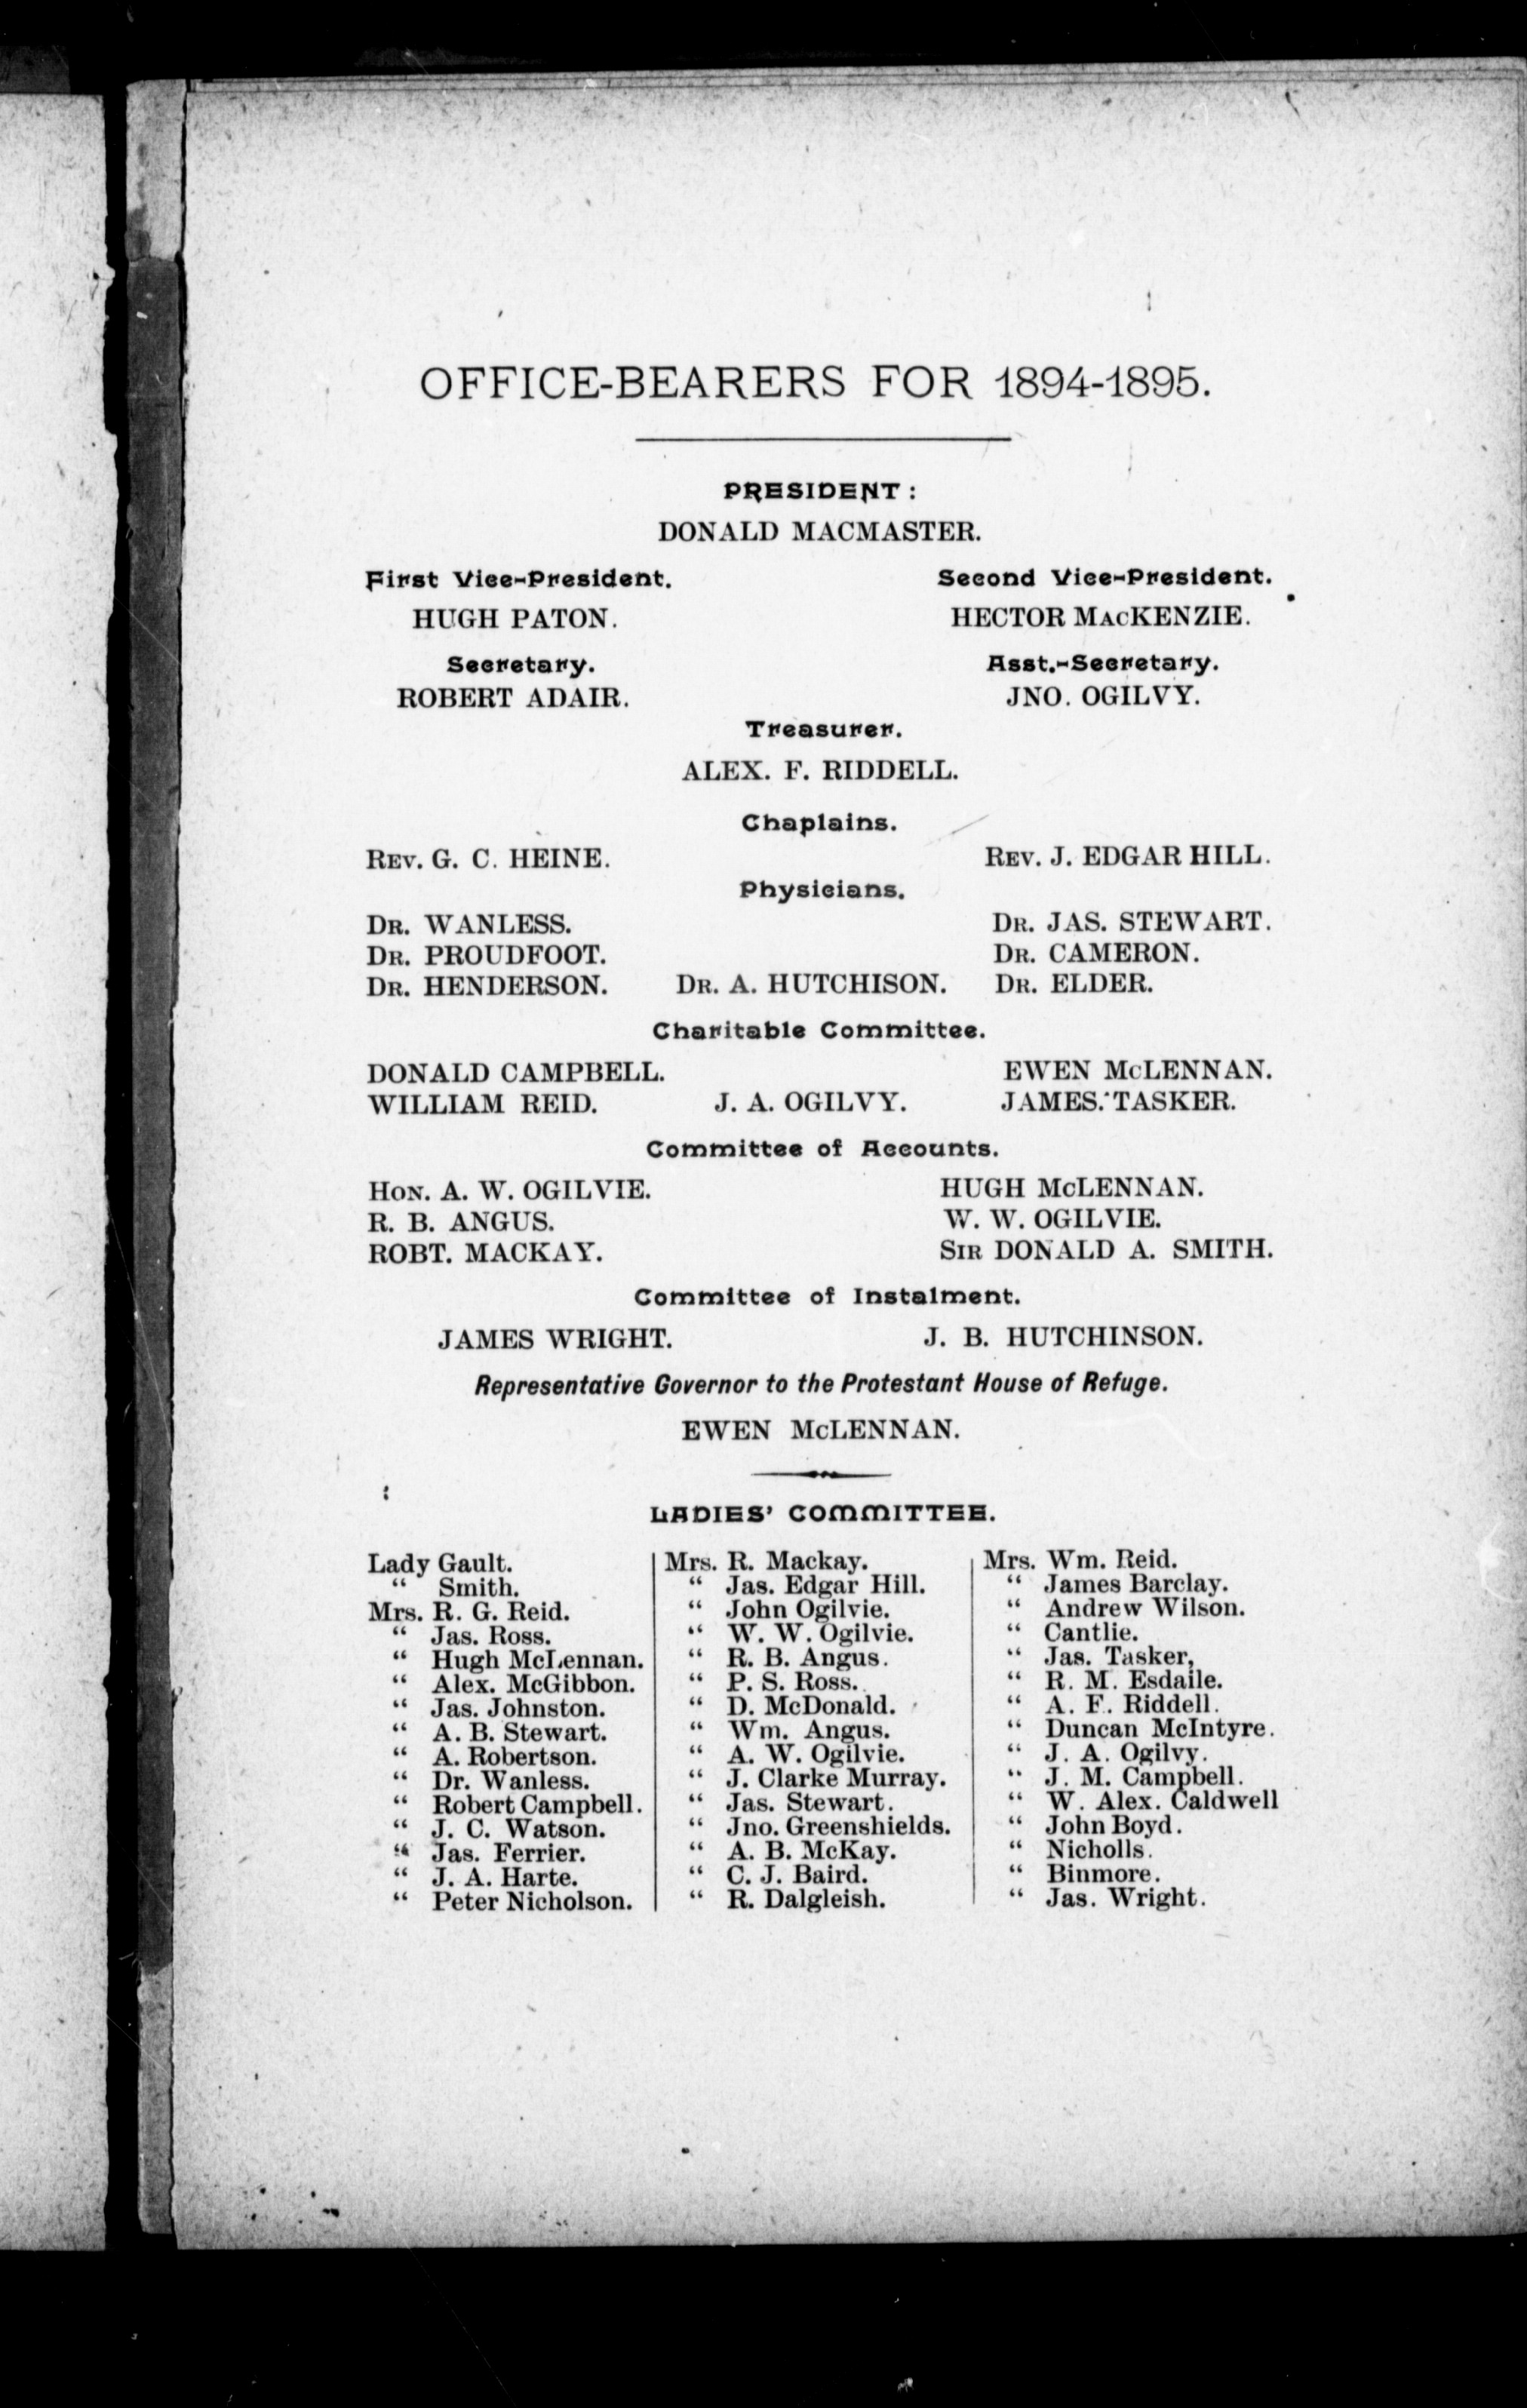 OFFICE-BEARERS FOR 1894-1895.
PRESIDENT:
DONALD MACMASTER.
First Vice-President. Second Vice-President.
HUGH PATON. HECTOR MACKENZIE.
Secretary. Asst.-Secretary.
ROBERT ADAIR. JNO. OGILVY.
Treasurer.
ALEX. F. RIDDELL.
Chaplains.
REV. G. C. HEINE. REV. J. EDGAR HILL.
Physicians.
DR. WANLESS. DR. JAS. STEWART.
DR. PROUDFOOT. DR. CAMERON.
DR. HENDERSON. DR. A. HUTCHISON. DR. ELDER.
Charitable Committee.
DONALD CAMPBELL. EWEN McLENNAN.
WILLIAM REID. J. A. OGILVY. JAMES. TASKER.
Committee of Accounts.
HON. A. W. OGILVIE. HUGH McLENNAN.
R. B. ANGUS. W. W. OGILVIE.
ROBT. MACKAY. SIR DONALD A. SMITH.
Committee of Instalment.
JAMES WRIGHT. J. B. HUTCHINSON.
Representative Governor to the Protestant House of Refuge.
EWEN McLENNAN.
LADIES' COMMITTEE.
Lady Gault.
" Smith.
Mrs. R. G. Reid.
" Jas. Ross.
" Hugh McLennan.
" Alex. McGibbon.
" Jas. Johnston.
" A. B. Stewart.
" A. Robertson.
" Dr. Wanless.
" Robert Campbell.
" J. C. Watson.
" Jas. Ferrier.
" J. A. Harte.
" Peter Nicholson.
Mrs. R. Mackay.
" Jas. Edgar Hill.
" John Ogilvie.
" W. W. Ogilvie.
" R. B. Angus.
" P. S. Ross.
" D. McDonald.
" Wm. Angus.
" A. W. Ogilvie.
" J. Clarke Murray.
" Jas. Stewart.
" Jno. Greenshields.
" A. B. McKay.
" C. J. Baird.
" R. Dalgleish.
Mrs. Wm. Reid.
" James Barclay.
" Andrew Wilson.
" Cantlie.
" Jas. Tasker,
" R. M. Esdaile.
" A. F. Riddell.
" Duncan McIntyre.
" J. A. Ogilvy.
" J. M. Campbell.
" W. Alex. Caldwell
" John Boyd.
" Nicholls.
" Binmore.
" Jas. Wright.